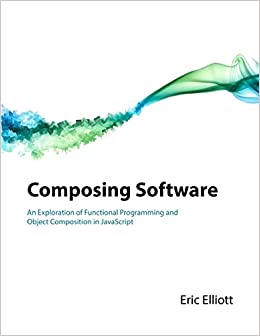 Composing Software
An Exploration of Functional Programming and
Object Composition in JavaScript
Eric Elliott